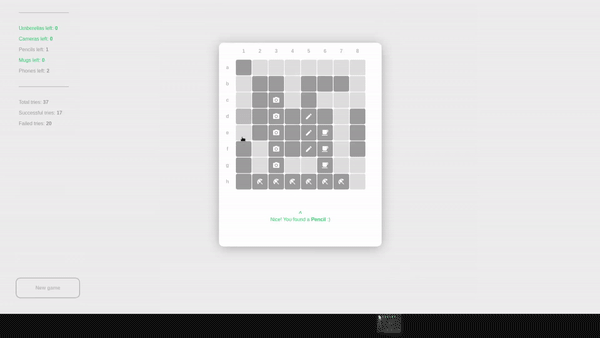 Umbrellas left: 0
Cameras left: 0
Pencils left: 1
Mugs left: 0
Phones left: 2
Total tries: 37
Successful tries: 17
Failed tries: 20
1 2 3 4 5 6 7 8
a
b
c
d
e
f
g
h
Nice! You found a Pencil :)
New game